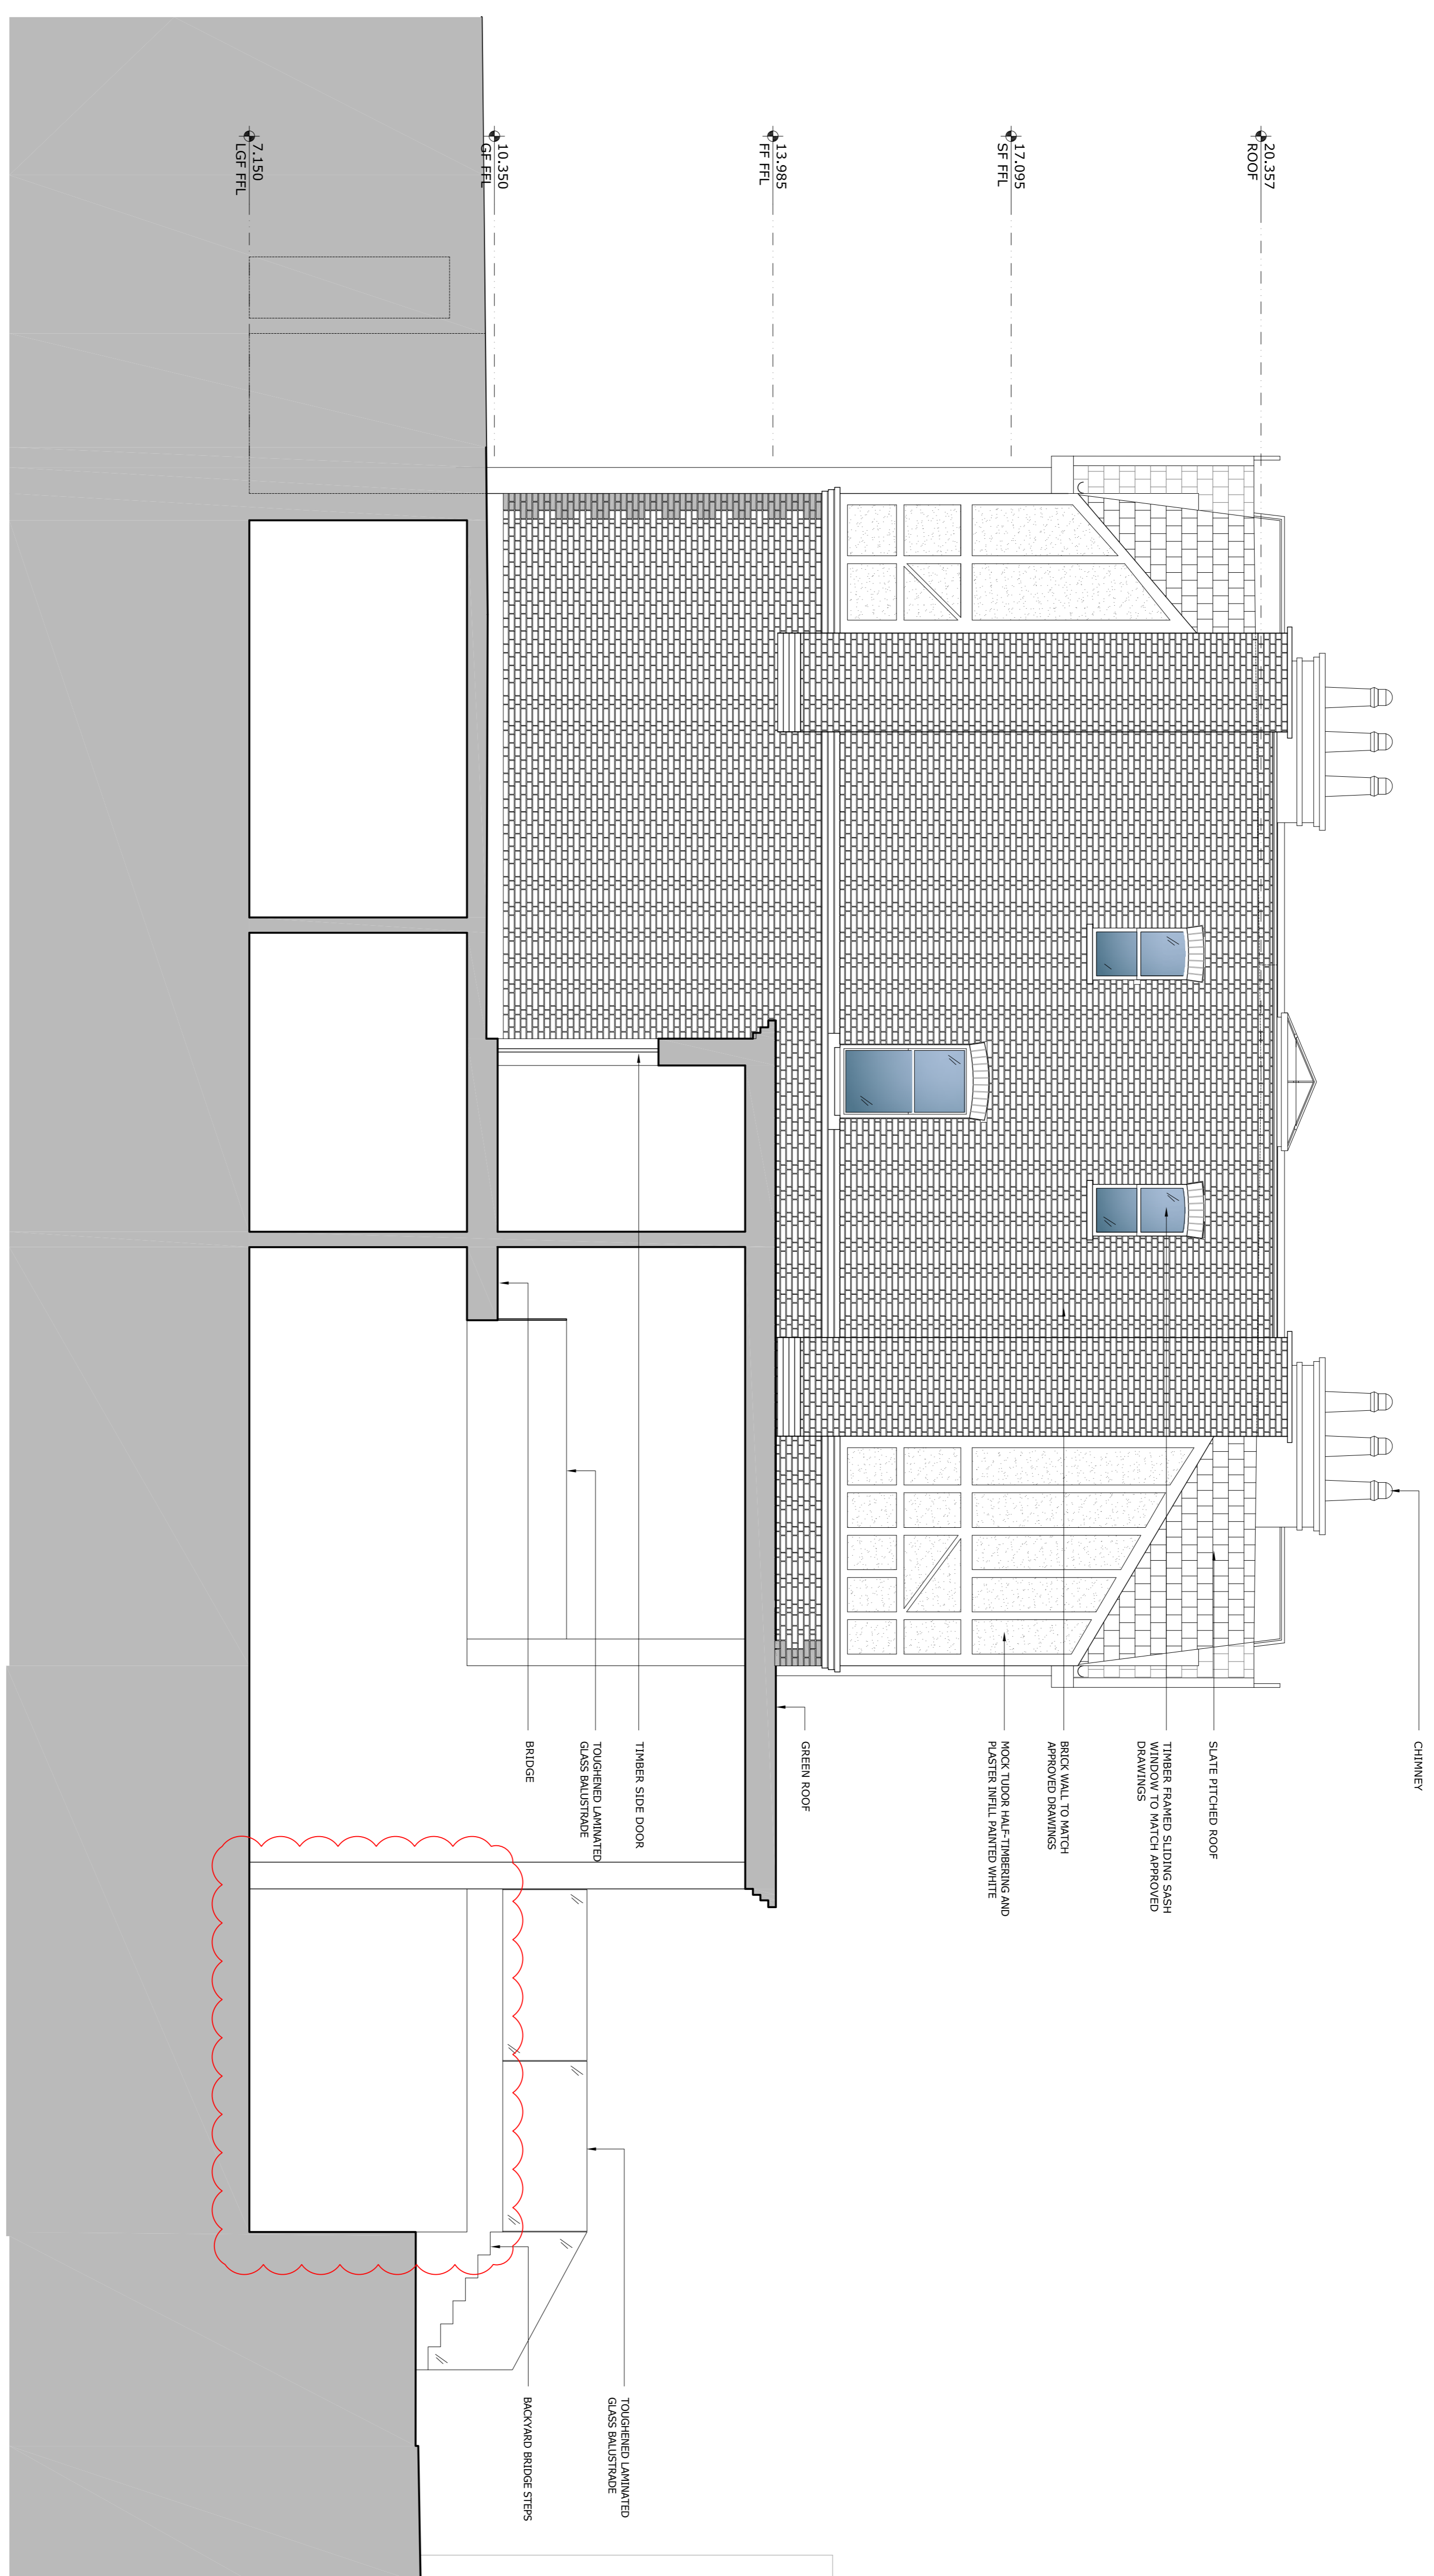 CHIMNEY
20.357
ROOF
SLATE PITCHED ROOF
TIMBER FRAMED SLIDING SASH
WINDOW TO MATCH APPROVED
DRAWINGS
BRICK WALL TO MATCH
APPROVED DRAWINGS
17.095
SF FFL
MOCK TUDOR HALF-TIMBERING AND
PLASTER INFILL PAINTED WHITE
13.985
FF FFL
GREEN ROOF
TIMBER SIDE DOOR
TOUGHENED LAMINATED
GLASS BALUSTRADE
TOUGHENED LAMINATED
GLASS BALUSTRADE
10.350
GF FFL
BRIDGE
BACKYARD BRIDGE STEPS
7.150
LGF FFL